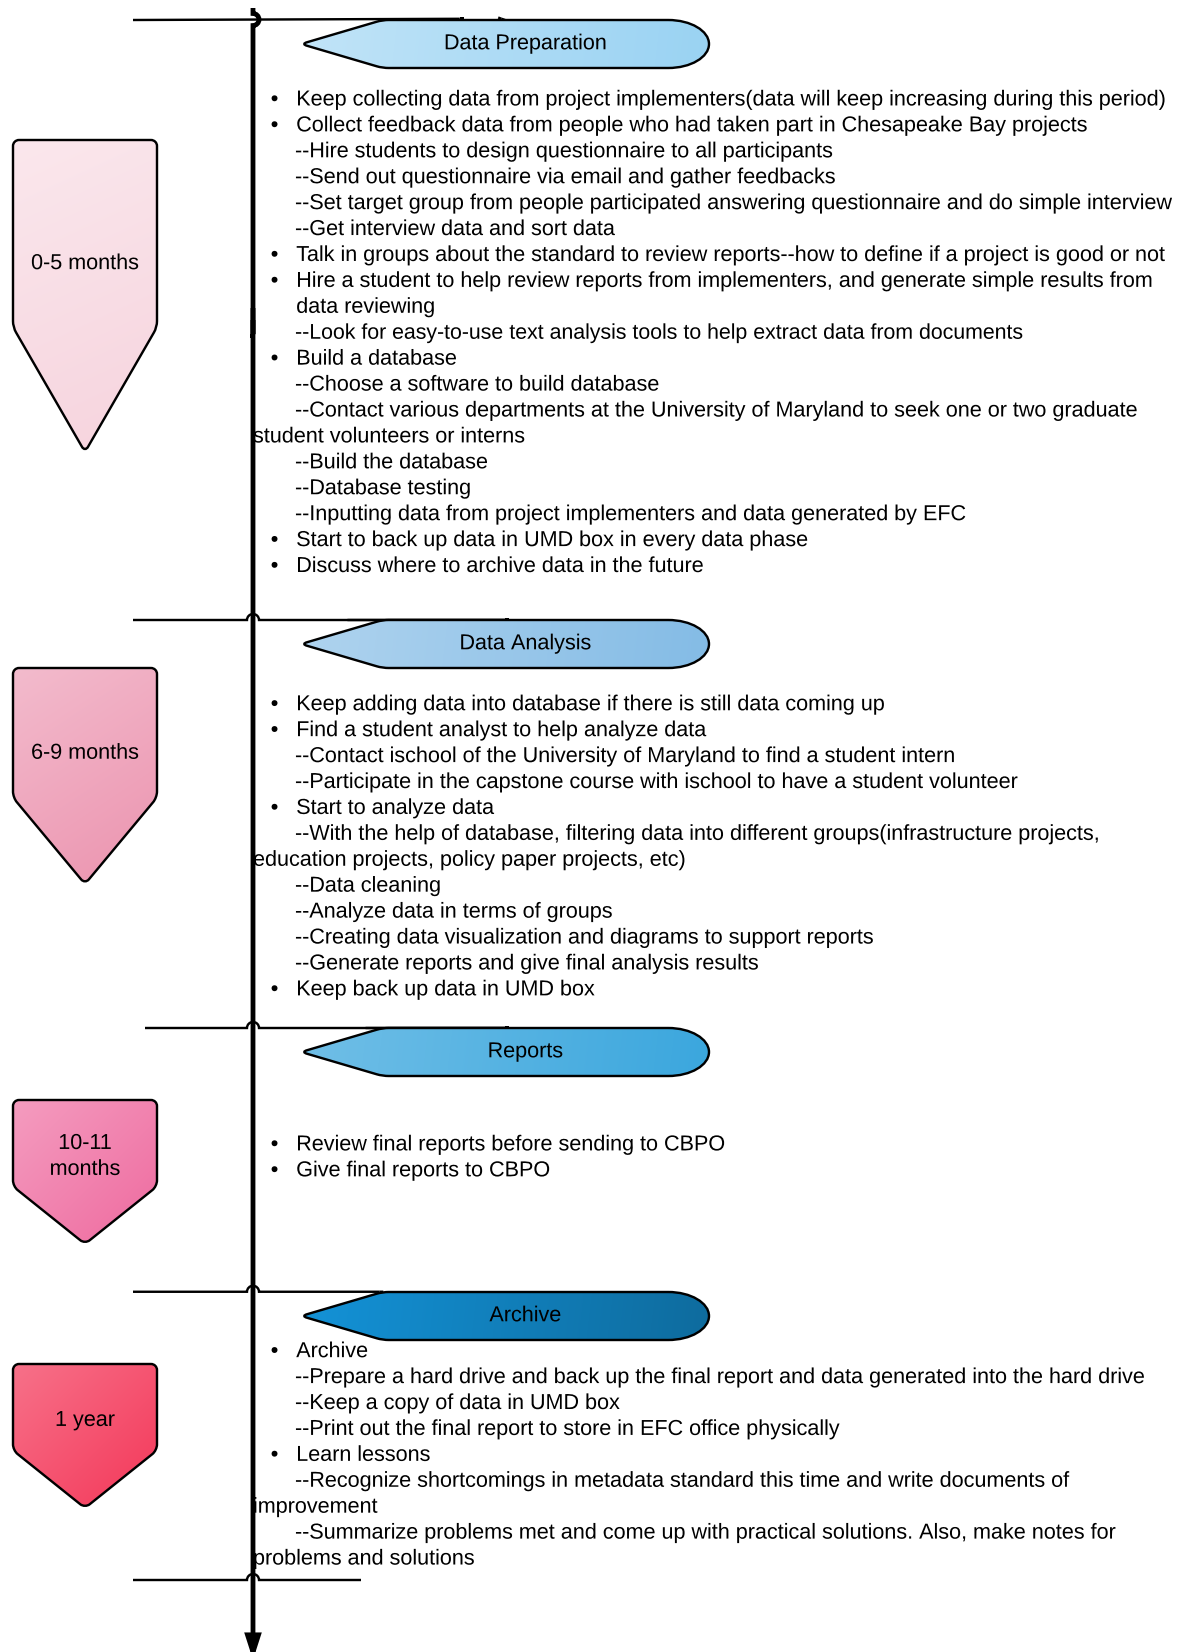 Data Preparation
• Keep collecting data from project implementers(data will keep increasing during this period)
• Collect feedback data from people who had taken part in Chesapeake Bay projects
--Hire students to design questionnaire to all participants
--Send out questionnaire via email and gather feedbacks
--Set target group from people participated answering questionnaire and do simple interview
--Get interview data and sort data
0-5 months
• Talk in groups about the standard to review reports--how to define if a project is good or not
• Hire a student to help review reports from implementers, and generate simple results from
data reviewing
--Look for easy-to-use text analysis tools to help extract data from documents
• Build a database
--Choose a software to build database
--Contact various departments at the University of Maryland to seek one or two graduate
student volunteers or interns
--Build the database
--Database testing
--Inputting data from project implementers and data generated by EFC
• Start to back up data in UMD box in every data phase
• Discuss where to archive data in the future
Data Analysis
6-9 months
• Keep adding data into database if there is still data coming up
• Find a student analyst to help analyze data
--Contact ischool of the University of Maryland to find a student intern
--Participate in the capstone course with ischool to have a student volunteer
• Start to analyze data
--With the help of database, filtering data into different groups(infrastructure projects,
education projects, policy paper projects, etc)
--Data cleaning
--Analyze data in terms of groups
--Creating data visualization and diagrams to support reports
--Generate reports and give final analysis results
• Keep back up data in UMD box
Reports
10-11
months
• Review final reports before sending to CBPO
• Give final reports to CBPO
Archive
1 year
• Archive
--Prepare a hard drive and back up the final report and data generated into the hard drive
--Keep a copy of data in UMD box
--Print out the final report to store in EFC office physically
• Learn lessons
--Recognize shortcomings in metadata standard this time and write documents of
improvement
--Summarize problems met and come up with practical solutions. Also, make notes for
problems and solutions